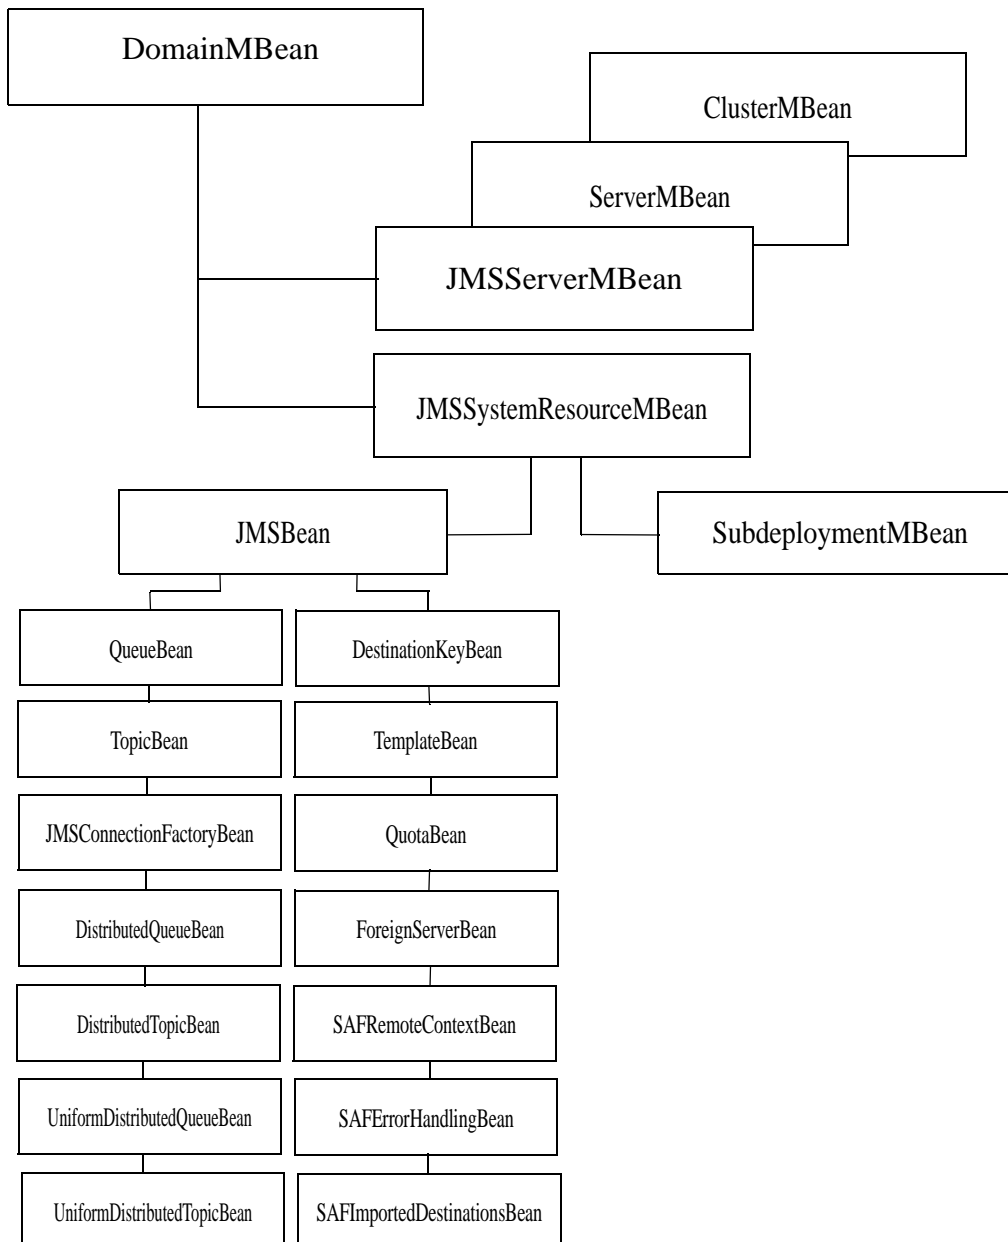 DomainMBean
ClusterMBean
ServerMBean
JMSServerMBean
JMSSystemResourceMBean
JMSBean
SubdeploymentMBean
QueueBean
DestinationKeyBean
TopicBean
TemplateBean
JMSConnectionFactoryBean
QuotaBean
DistributedQueueBean
ForeignServerBean
DistributedTopicBean
SAFRemoteContextBean
UniformDistributedQueueBean
SAFErrorHandlingBean
UniformDistributedTopicBean
SAFImportedDestinationsBean